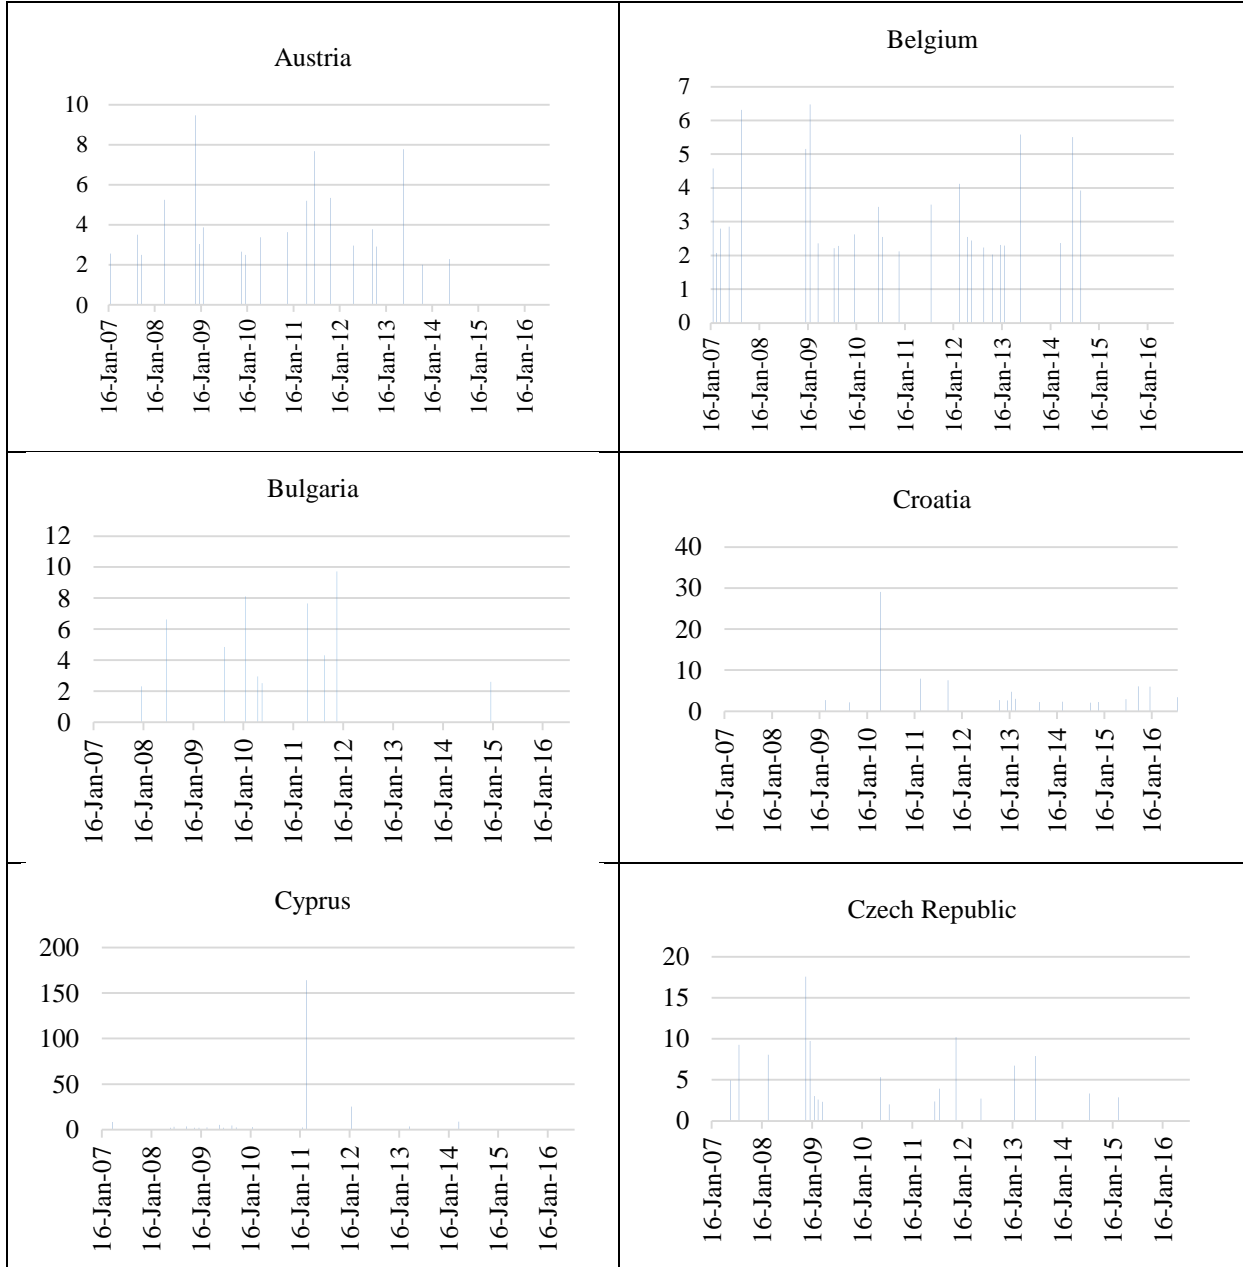 Austria
10
8
6
4
2
0
16-Jan-07
16-Jan-08
16-Jan-09
16-Jan-10
16-Jan-11
16-Jan-12
16-Jan-13
16-Jan-14
16-Jan-15
16-Jan-16
Belgium
7
6
5
4
3
2
1
0
16-Jan-07
16-Jan-08
16-Jan-09
16-Jan-10
16-Jan-11
16-Jan-12
16-Jan-13
16-Jan-14
16-Jan-15
16-Jan-16
Bulgaria
12
10
8
6
4
2
0
16-Jan-07
16-Jan-08
16-Jan-09
16-Jan-10
16-Jan-11
16-Jan-12
16-Jan-13
16-Jan-14
16-Jan-15
16-Jan-16
Croatia
40
30
20
10
0
16-Jan-07
16-Jan-08
16-Jan-09
16-Jan-10
16-Jan-11
16-Jan-12
16-Jan-13
16-Jan-14
16-Jan-15
16-Jan-16
Cyprus
200
150
100
50
0
16-Jan-07
16-Jan-08
16-Jan-09
16-Jan-10
16-Jan-11
16-Jan-12
16-Jan-13
16-Jan-14
16-Jan-15
16-Jan-16
Czech Republic
20
15
10
5
0
16-Jan-07
16-Jan-08
16-Jan-09
16-Jan-10
16-Jan-11
16-Jan-12
16-Jan-13
16-Jan-14
16-Jan-15
16-Jan-16